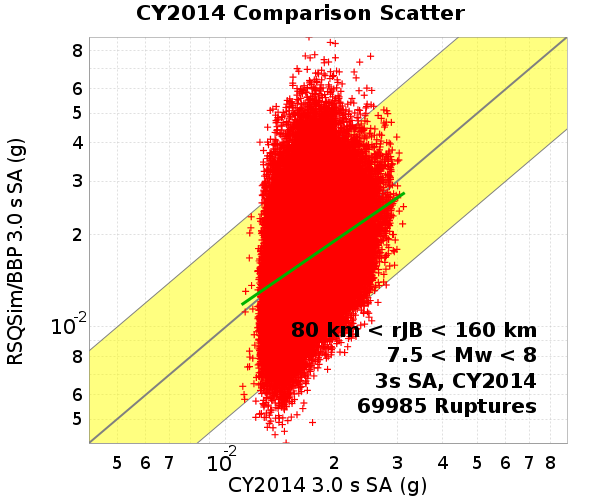 CY2014 Comparison Scatter
RSQSim/BBP 3.0 s SA (g)
8
6
5
4
3
2
10-2
8
6
5
80 km < rJB < 160 km
7.5 < Mw < 8
3s SA, CY2014
69985 Ruptures
5 6 7 10-2 2 3 4 5 6 7 8
CY2014 3.0 s SA (g)